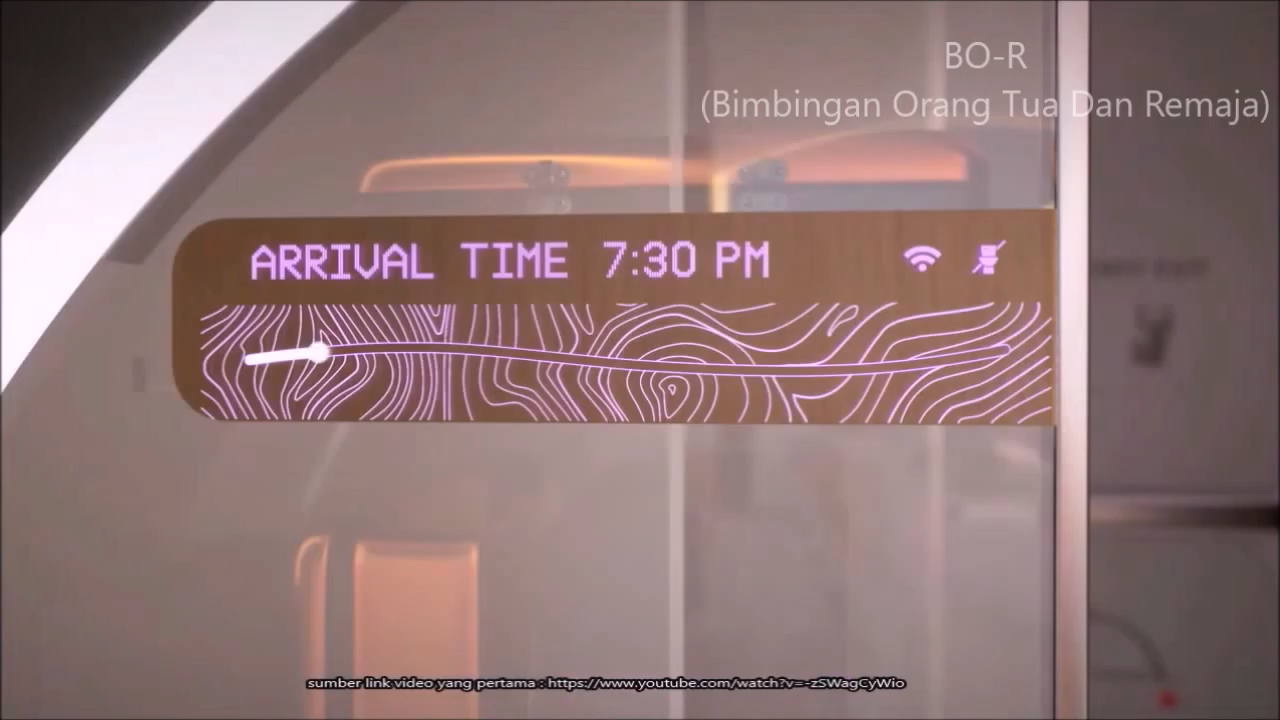 BO-R
(Bimbingan Orang Tua Dan Remaja)
ARRIVAL TIME 7:30 PM
sumber link video yang pertama : https://www.youtube.com/watch?v=-zSWagCyWio